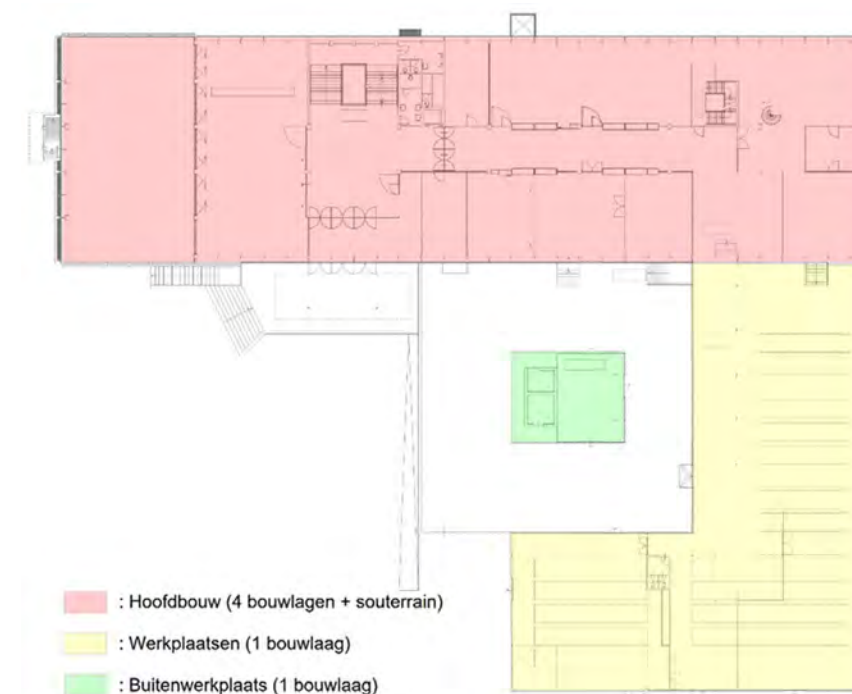 : Hoofdbouw (4 bouwlagen + souterrain)
: Werkplaatsen (1 bouwlaag)
: Buitenwerkplaats (1 bouwlaag)